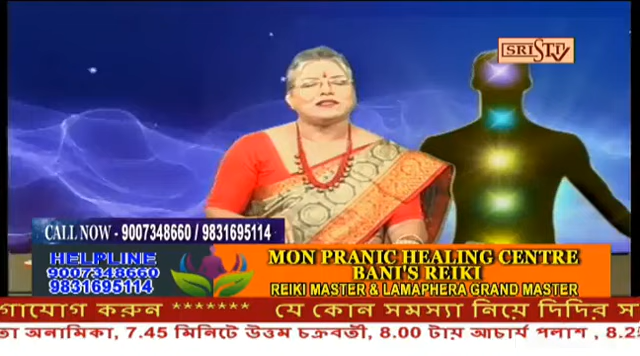 SRISTI TV
CALL NOW - 9007348660 / 9831695114
HELPLINE
9007348660
9831695114
MON PRANIC HEALING CENTRE
BANI'S REIKI
REIKI MASTER & LAMAPHERA GRAND MASTER
গাযোগ করুন ******* যে কোন সমস্যা নিয়ে দিদির স
তা অনামিকা, 7.45 মিনিটে উত্তম চক্রবর্তী, 8.00 টায় আচার্য পলাশ , 8.2